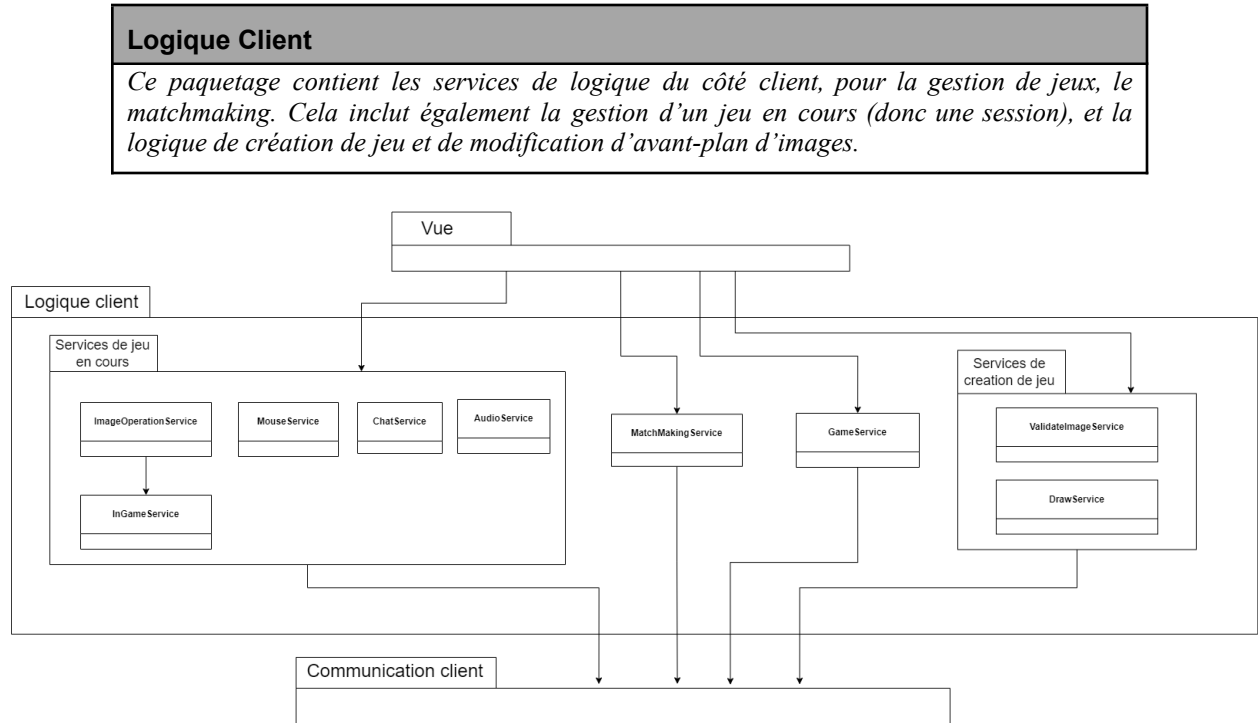 Logique Client
Ce paquetage contient les services de logique du côté client, pour la gestion de jeux, le
matchmaking. Cela inclut également la gestion d’un jeu en cours (donc une session), et la
logique de création de jeu et de modification d’avant-plan d’images.
Vue
Logique client
Services de jeu
en cours
ImageOperationService
MouseService
ChatService
AudioService
InGameService
MatchMakingService
GameService
Services de
creation de jeu
ValidateImageService
DrawService
Communication client